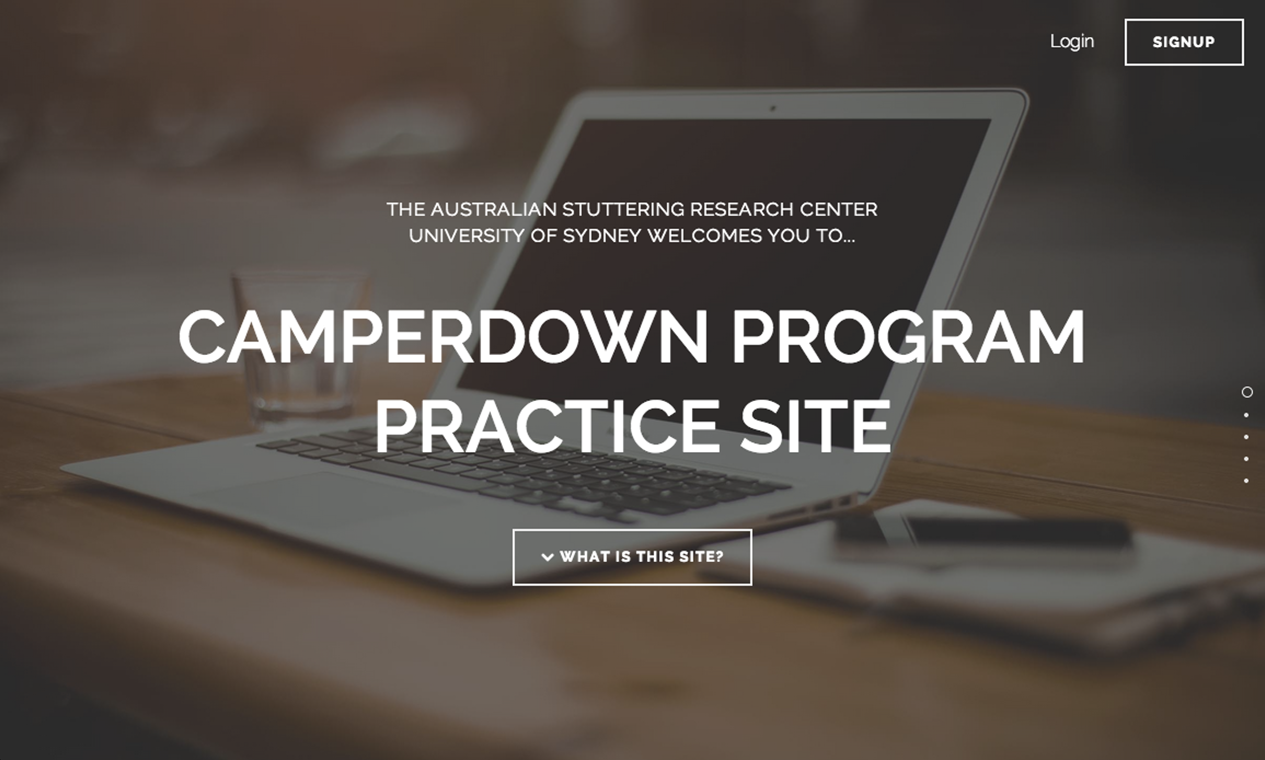 Login
SIGNUP
THE AUSTRALIAN STUTTERING RESEARCH CENTER
UNIVERSITY OF SYDNEY WELCOMES YOU TO...
CAMPERDOWN PROGRAM
PRACTICE SITE
WHAT IS THIS SITE?